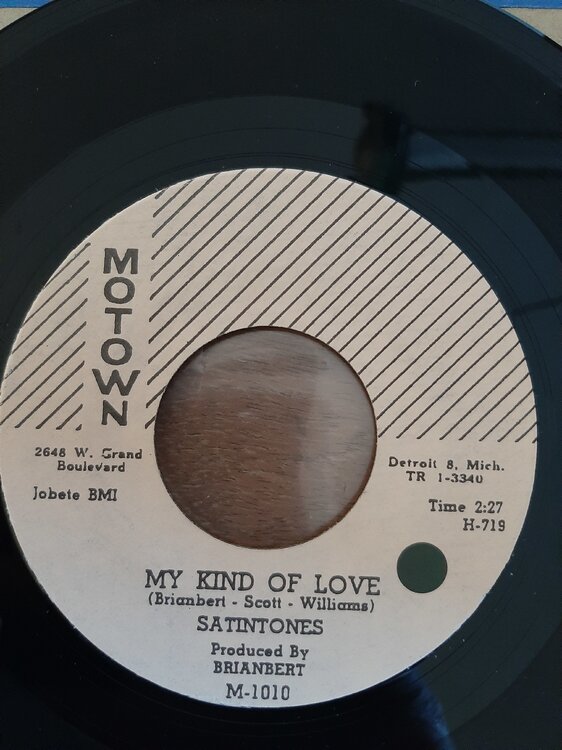 MOTOWN
2648 W. Grand
Boulevard
Jobete BMI
Detroit 8, Mich.
TR 1-3340
Time 2:27
H-719
MY KIND OF LOVE
(Brianbert - Scott - Williams)
SATINTONES
Produced By
BRIANBERT
M-1010